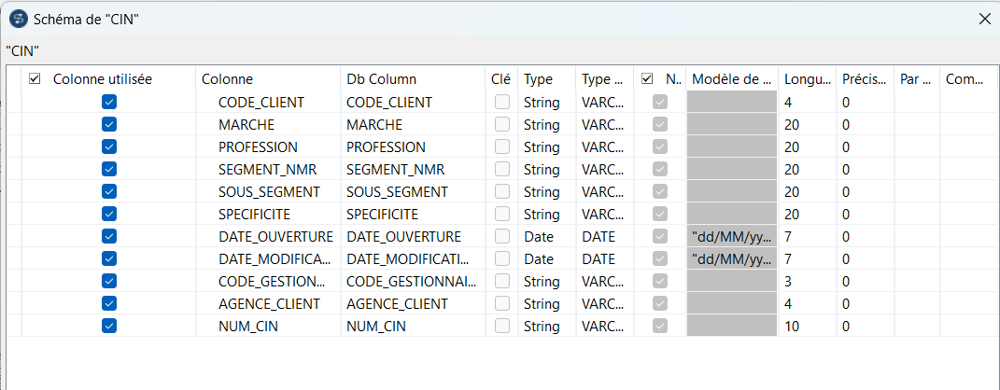 Schéma de "CIN"
"CIN"
Colonne utilisée Colonne Db Column Clé Type Type ... N.. Modèle de ... Longu... Précis... Par ... Com...
CODE_CLIENT CODE_CLIENT String VARC... 4 0
MARCHE MARCHE String VARC... 20 0
PROFESSION PROFESSION String VARC... 20 0
SEGMENT_NMR SEGMENT_NMR String VARC... 20 0
SOUS_SEGMENT SOUS_SEGMENT String VARC... 20 0
SPECIFICITE SPECIFICITE String VARC... 20 0
DATE_OUVERTURE DATE_OUVERTURE Date DATE "dd/MM/yy... 7 0
DATE_MODIFICA... DATE_MODIFICATI... Date DATE "dd/MM/yy... 7 0
CODE_GESTION... CODE_GESTIONNAI... String VARC... 3 0
AGENCE_CLIENT AGENCE_CLIENT String VARC... 4 0
NUM_CIN NUM_CIN String VARC... 10 0